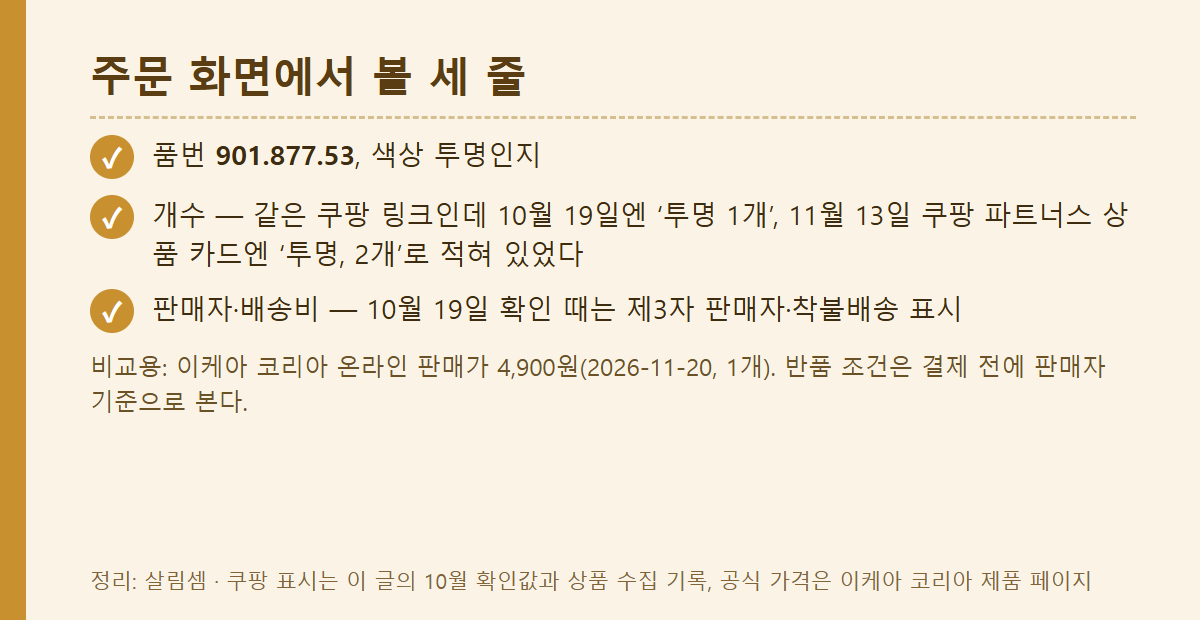 주문 화면에서 볼 세 줄
품번 901.877.53, 색상 투명인지
개수 — 같은 쿠팡 링크인데 10월 19일엔 ‘투명 1개’, 11월 13일 쿠팡 파트너스 상
품 카드엔 ‘투명, 2개’로 적혀 있었다
판매자·배송비 — 10월 19일 확인 때는 제3자 판매자·착불배송 표시
비교용: 이케아 코리아 온라인 판매가 4,900원(2026-11-20, 1개). 반품 조건은 결제 전에 판매자
기준으로 본다.
정리: 살림셈 · 쿠팡 표시는 이 글의 10월 확인값과 상품 수집 기록, 공식 가격은 이케아 코리아 제품 페이지